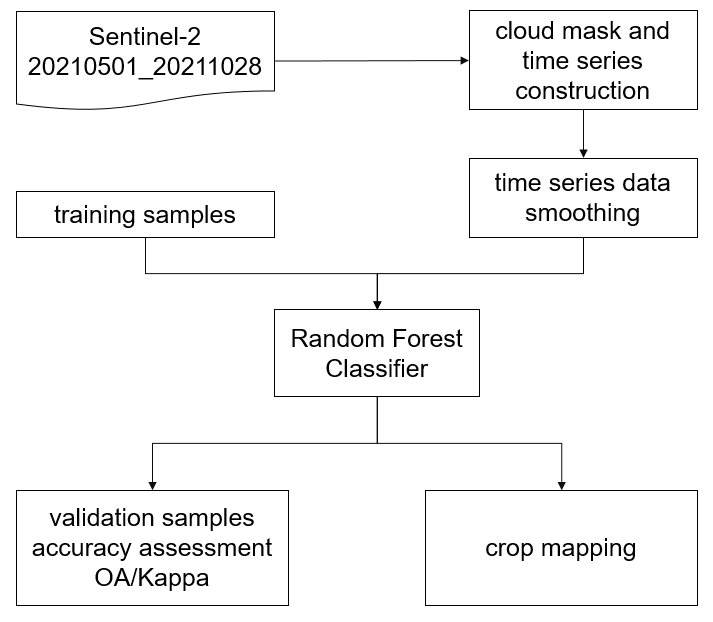 Sentinel-2
20210501_20211028
cloud mask and
time series
construction
time series data
smoothing
training samples
Random Forest
Classifier
validation samples
accuracy assessment
OA/Kappa
crop mapping